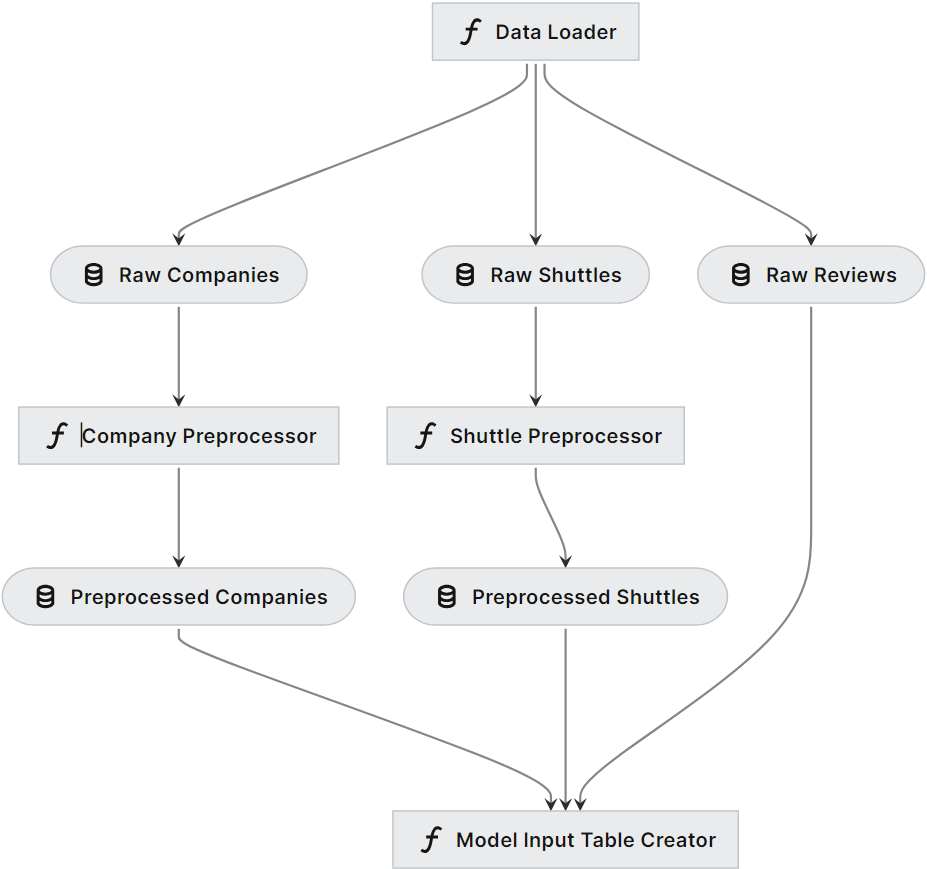 Data Loader
Raw Companies
Raw Shuttles
Raw Reviews
Company Preprocessor
Shuttle Preprocessor
Preprocessed Companies
Preprocessed Shuttles
Model Input Table Creator